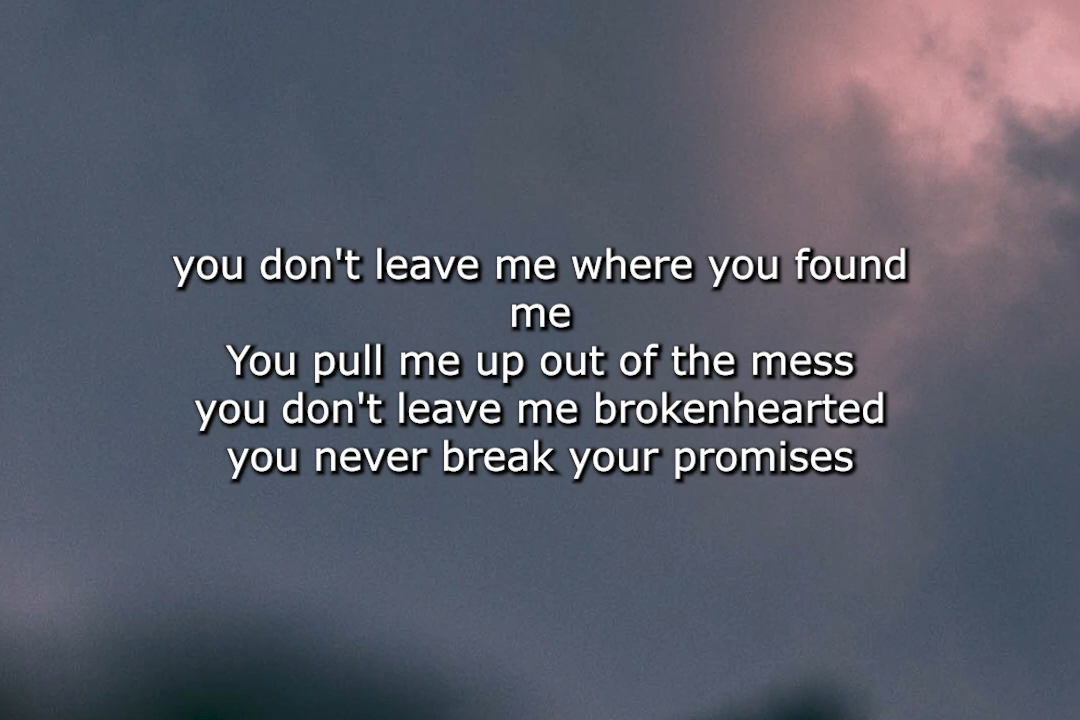 you don't leave me where you found
me
You pull me up out of the mess
you don't leave me brokenhearted
you never break your promises